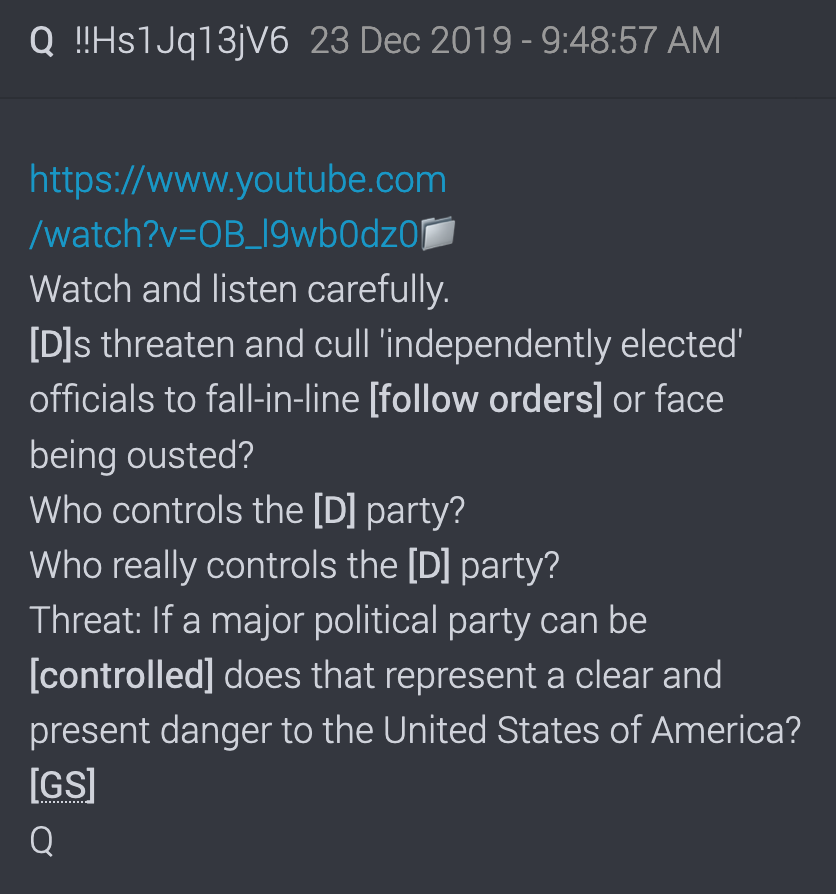 Q !!Hs1Jq13jV6 23 Dec 2019 - 9:48:57 AM
https://www.youtube.com
/watch?v=OB_l9wb0dz0
Watch and listen carefully.
[D]s threaten and cull 'independently elected'
officials to fall-in-line [follow orders] or face
being ousted?
Who controls the [D] party?
Who really controls the [D] party?
Threat: If a major political party can be
[controlled] does that represent a clear and
present danger to the United States of America?
[GS]
Q